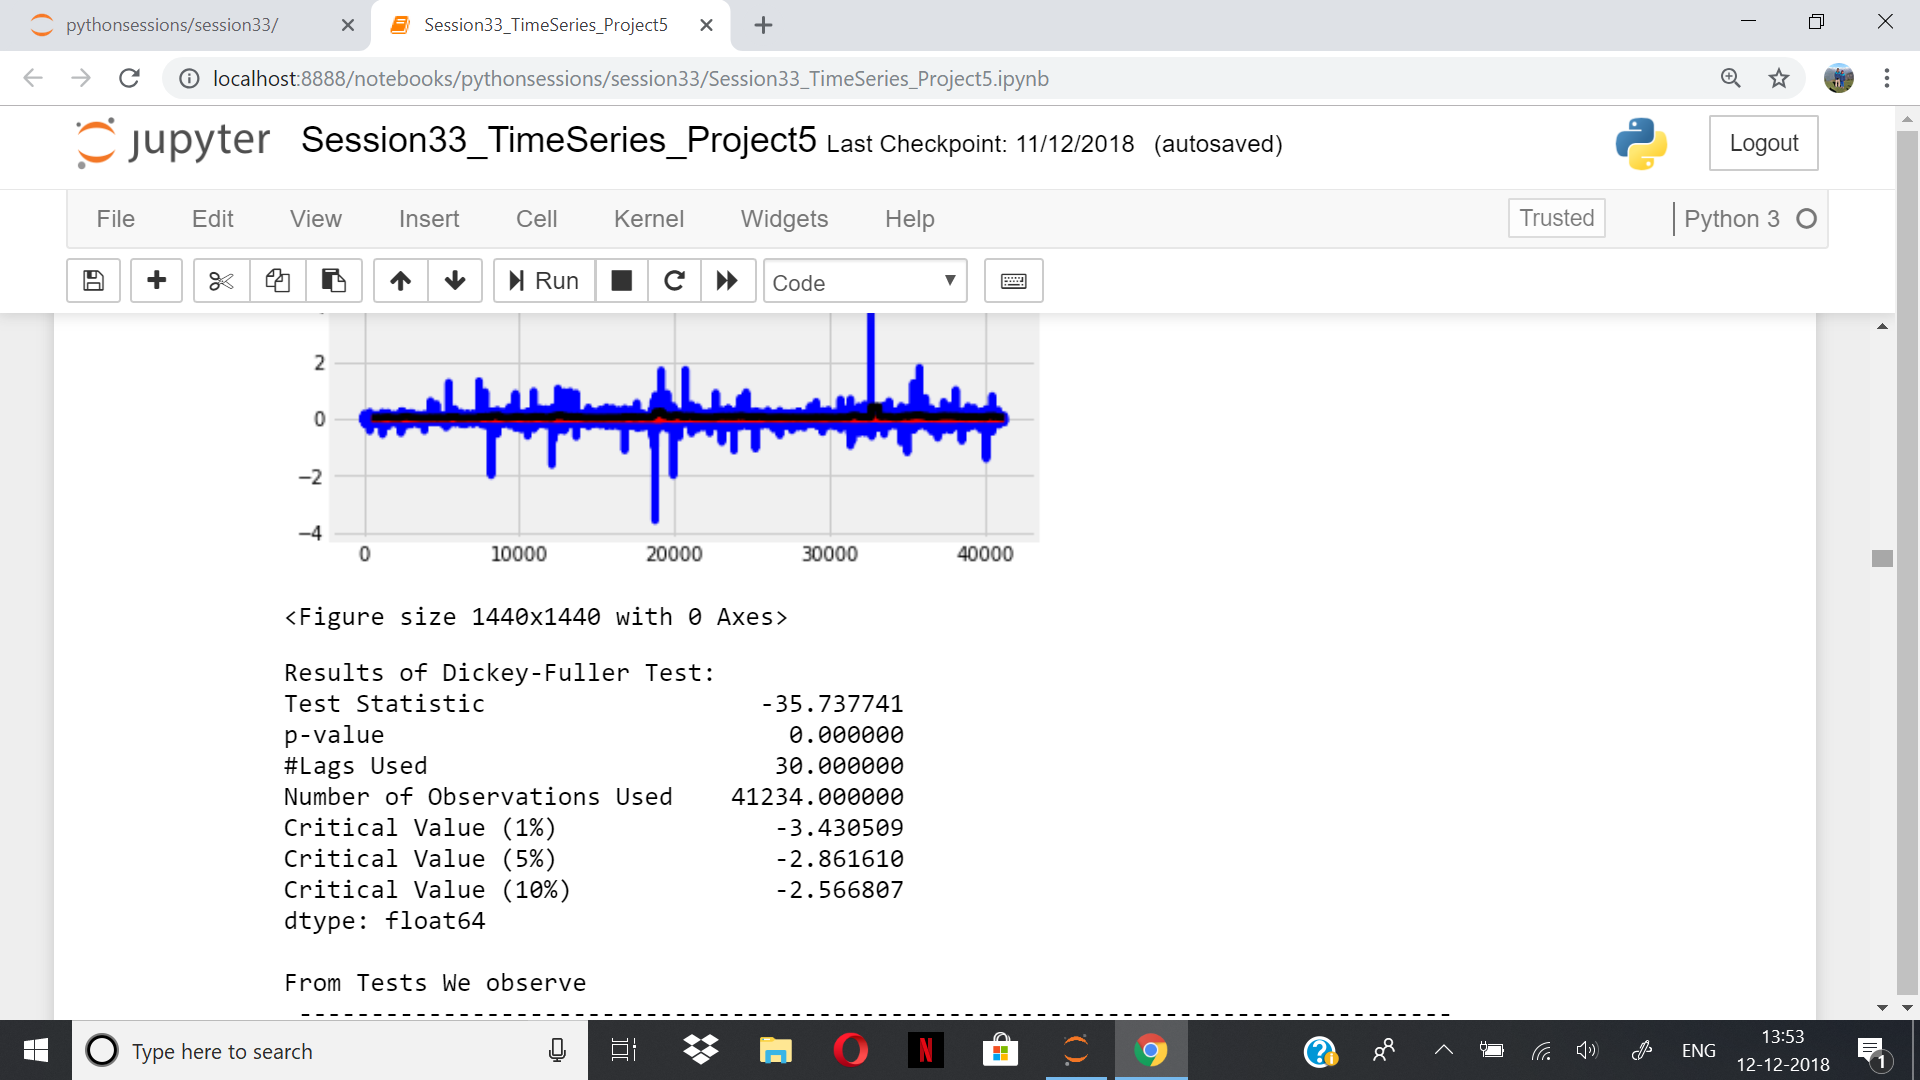 pythonsessions/session33/
Session33_TimeSeries_Project5
localhost:8888/notebooks/pythonsessions/session33/Session33_TimeSeries_Project5.ipynb
jupyter Session33_TimeSeries_Project5 Last Checkpoint: 11/12/2018 (autosaved)
Logout
File Edit View Insert Cell Kernel Widgets Help
Trusted
Python 3
Run
Code
2
0
−2
−4
0 10000 20000 30000 40000
<Figure size 1440x1440 with 0 Axes>
Results of Dickey-Fuller Test:
Test Statistic -35.737741
p-value 0.000000
#Lags Used 30.000000
Number of Observations Used 41234.000000
Critical Value (1%) -3.430509
Critical Value (5%) -2.861610
Critical Value (10%) -2.566807
dtype: float64
From Tests We observe
--------------------------------------------------------------------------------
Type here to search
N
ENG
13:53
12-12-2018
1